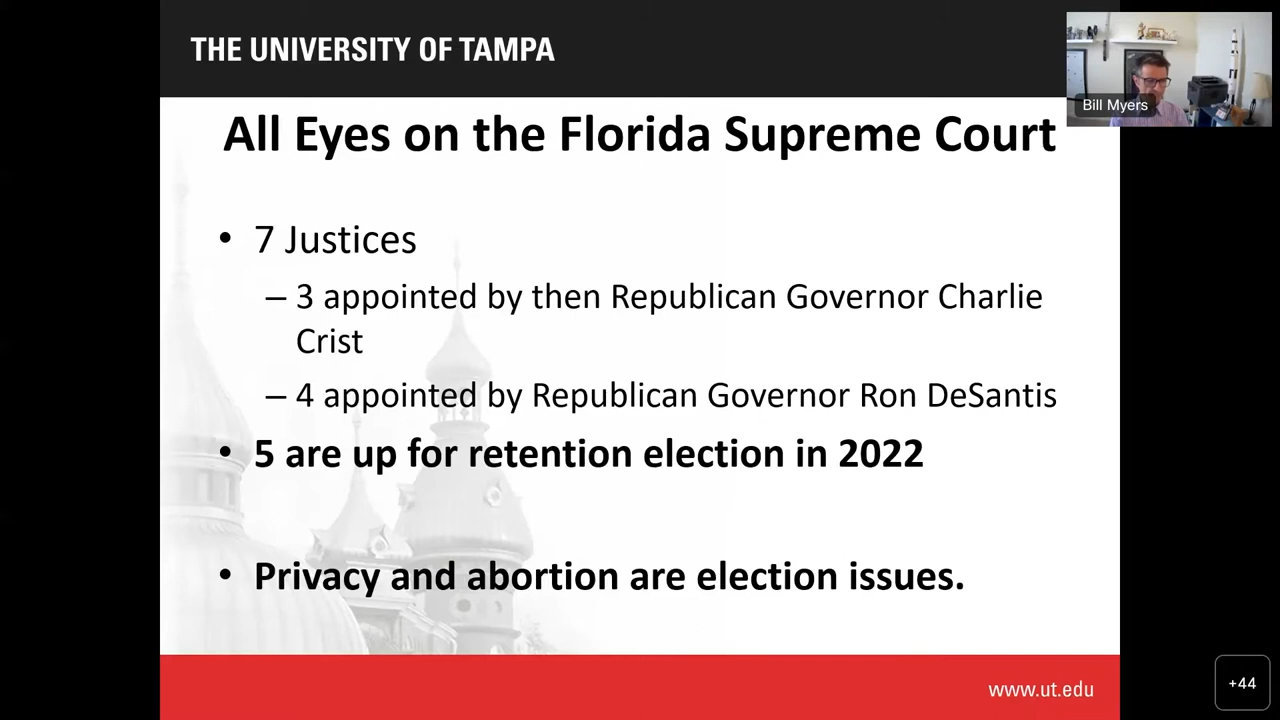 THE UNIVERSITY OF TAMPA
Bill Myers
All Eyes on the Florida Supreme Court
• 7 Justices
– 3 appointed by then Republican Governor Charlie
Crist
– 4 appointed by Republican Governor Ron DeSantis
• 5 are up for retention election in 2022
• Privacy and abortion are election issues.
www.ut.edu
+44